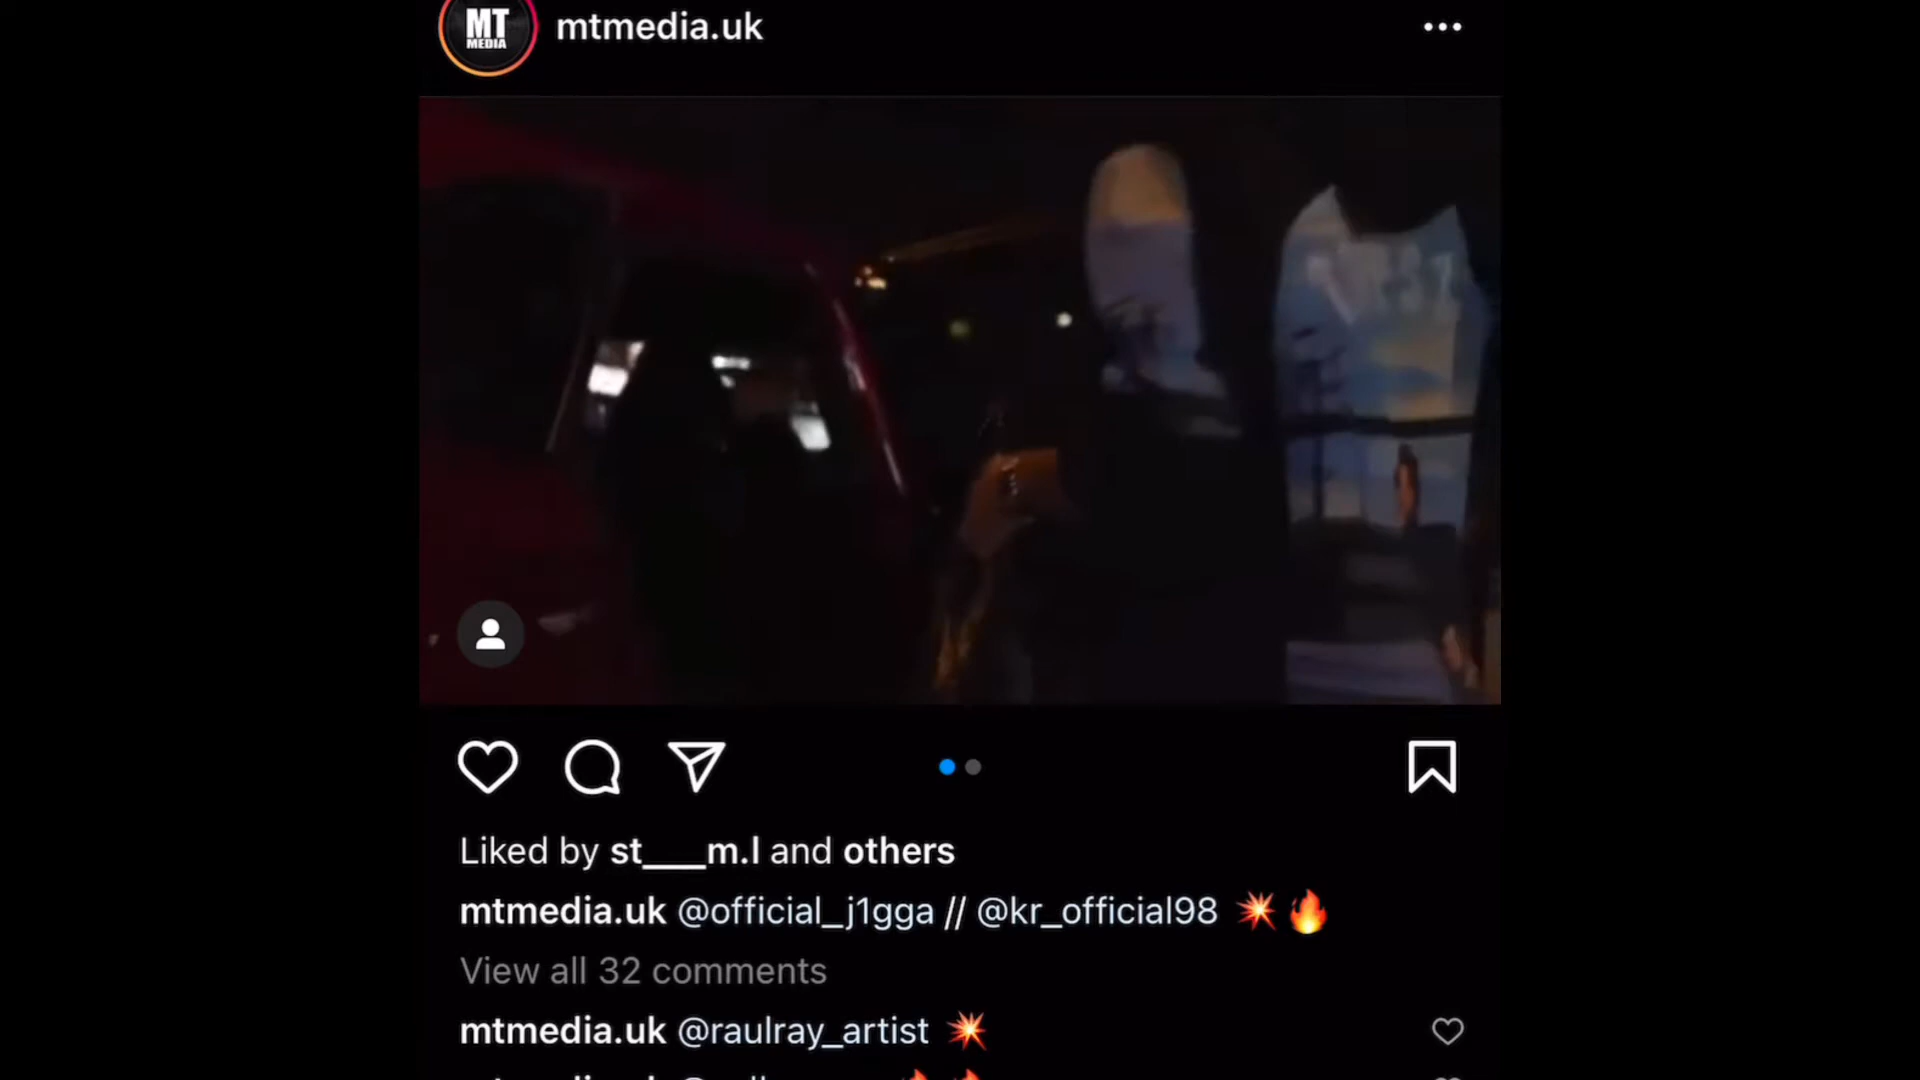 MT
MEDIA
mtmedia.uk
Liked by st___m.l and others
mtmedia.uk @official_j1gga // @kr_official98 💥🔥
View all 32 comments
mtmedia.uk @raulray_artist 💥